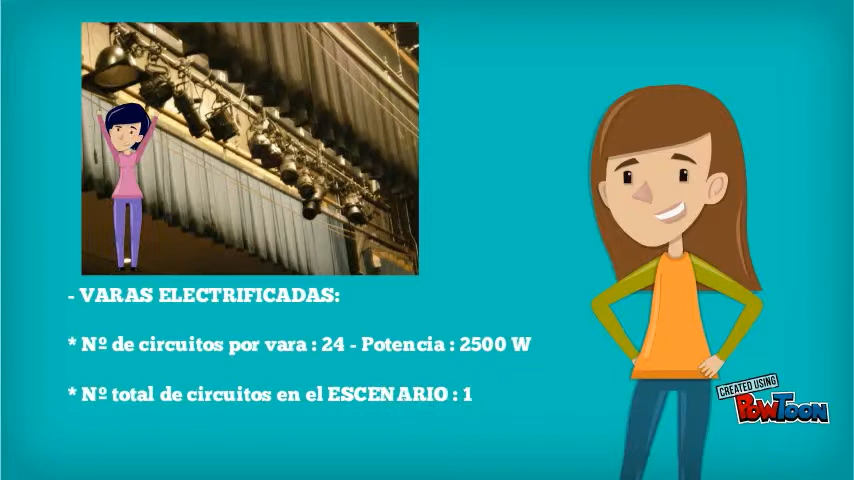 - VARAS ELECTRIFICADAS:
* Nº de circuitos por vara : 24 - Potencia : 2500 W
* Nº total de circuitos en el ESCENARIO : 1
CREATED USING
POWTOON